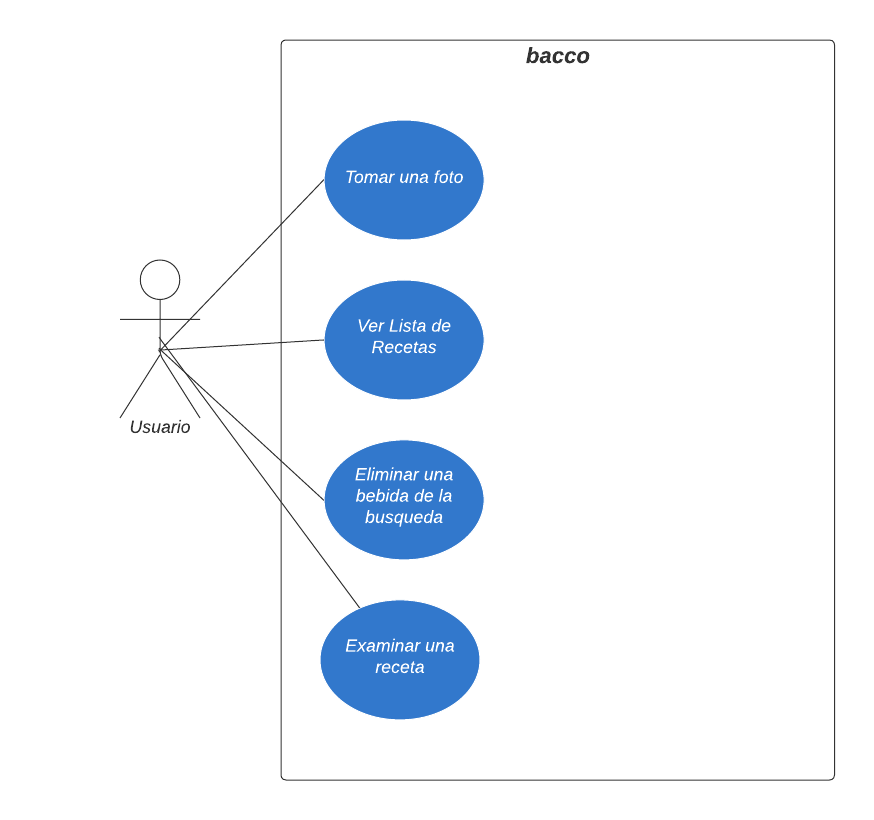 bacco
Tomar una foto
Ver Lista de
Recetas
Usuario
Eliminar una
bebida de la
busqueda
Examinar una
receta